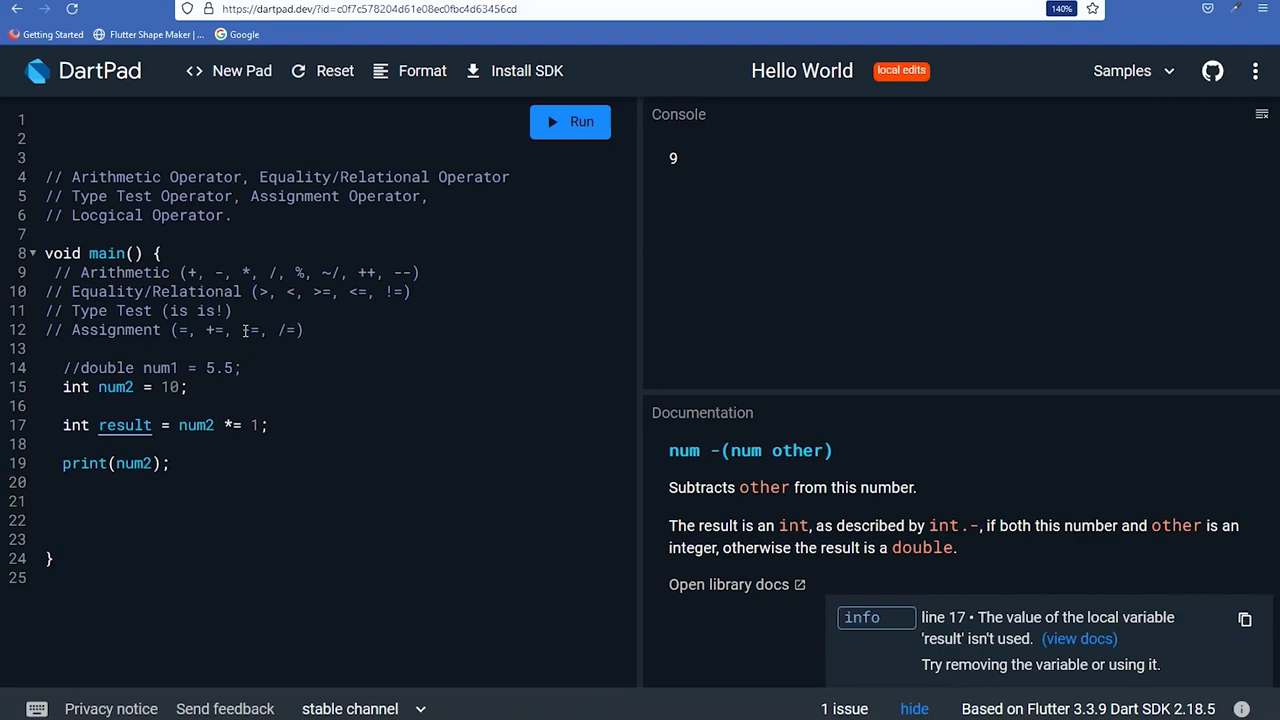 https://dartpad.dev/?id=c0f7c578204d61e08ec0fbc4d63456cd
140%
Getting Started
Flutter Shape Maker | ...
Google
DartPad
<> New Pad
Reset
Format
Install SDK
Hello World
local edits
Samples
Run
1
2
3
4 // Arithmetic Operator, Equality/Relational Operator
5 // Type Test Operator, Assignment Operator,
6 // Locgical Operator.
7
8 void main() {
9 // Arithmetic (+, -, *, /, %, ~/, ++, --)
10 // Equality/Relational (>, <, >=, <=, !=)
11 // Type Test (is is!)
12 // Assignment (=, +=, =, /=)
13
14 //double num1 = 5.5;
15 int num2 = 10;
16
17 int result = num2 *= 1;
18
19 print(num2);
20
21
22
23
24 }
25
Console
9
Documentation
num -(num other)
Subtracts other from this number.
The result is an int, as described by int.-, if both this number and other is an
integer, otherwise the result is a double.
Open library docs
info
line 17 • The value of the local variable
'result' isn't used. (view docs)
Try removing the variable or using it.
Privacy notice
Send feedback
stable channel
1 issue
hide
Based on Flutter 3.3.9 Dart SDK 2.18.5